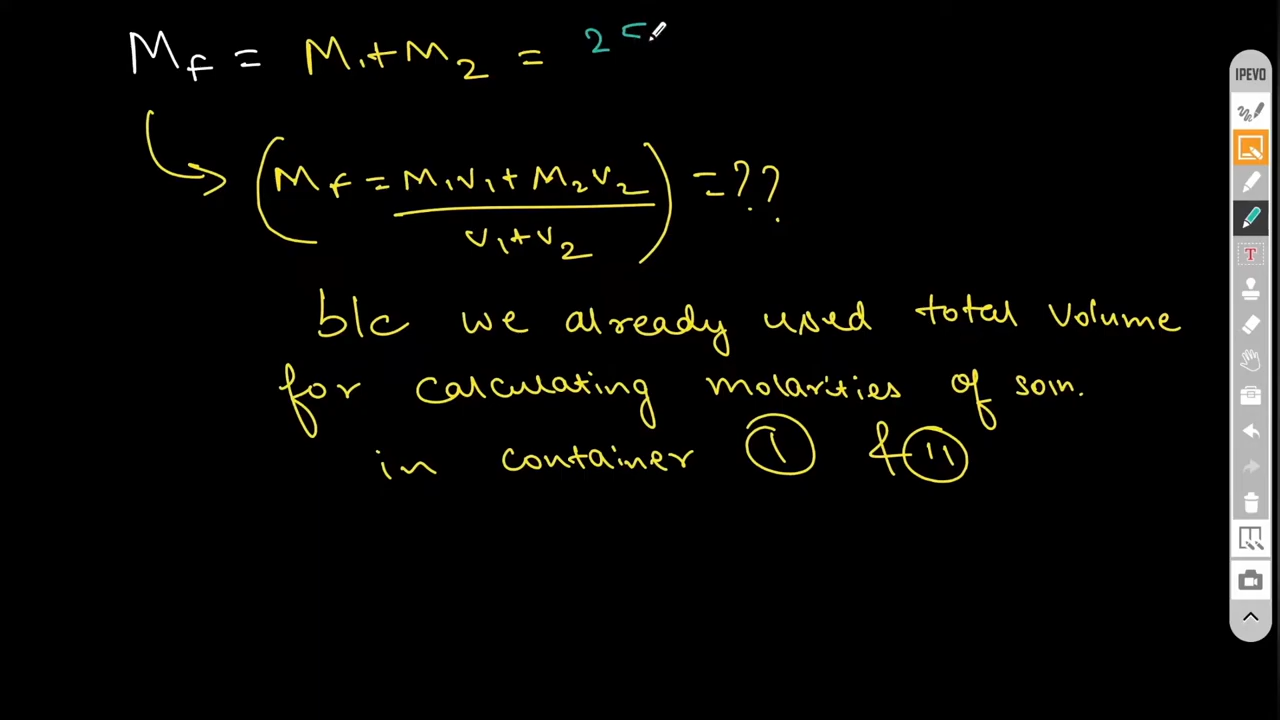 Mf = M1+M2 = 25
(Mf = M1V1 + M2V2 / V1+V2) = ??
b/c we already used total volume
for calculating molarities of soln.
in container I & II
IPEVO
T